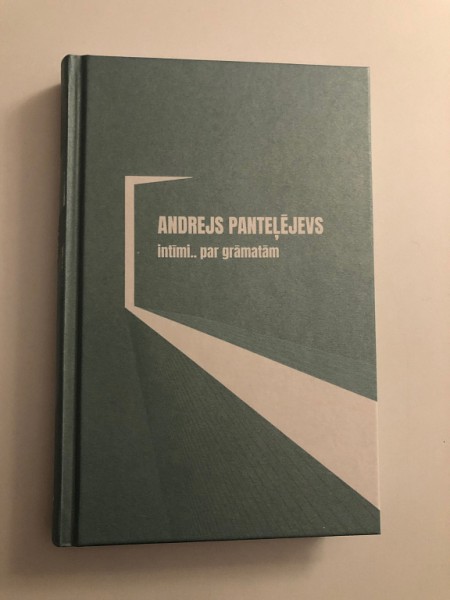 ANDREJS PANTEĻĒJEVS
intīmi.. par grāmatām